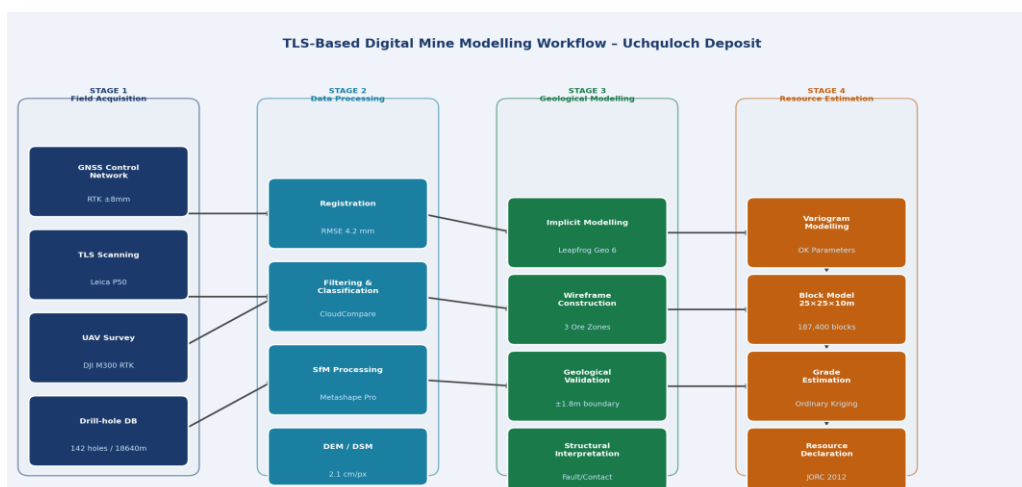 TLS-Based Digital Mine Modelling Workflow – Uchquloch Deposit
STAGE 1
Field Acquisition
GNSS Control
Network
RTK ±8mm
TLS Scanning
Leica P50
UAV Survey
DJI M300 RTK
Drill-hole DB
142 holes / 18640m
STAGE 2
Data Processing
Registration
RMSE 4.2 mm
Filtering &
Classification
CloudCompare
SfM Processing
Metashape Pro
DEM / DSM
2.1 cm/px
STAGE 3
Geological Modelling
Implicit Modelling
Leapfrog Geo 6
Wireframe
Construction
3 Ore Zones
Geological
Validation
±1.8m boundary
Structural
Interpretation
Fault/Contact
STAGE 4
Resource Estimation
Variogram
Modelling
OK Parameters
Block Model
25×25×10m
187,400 blocks
Grade
Estimation
Ordinary Kriging
Resource
Declaration
JORC 2012